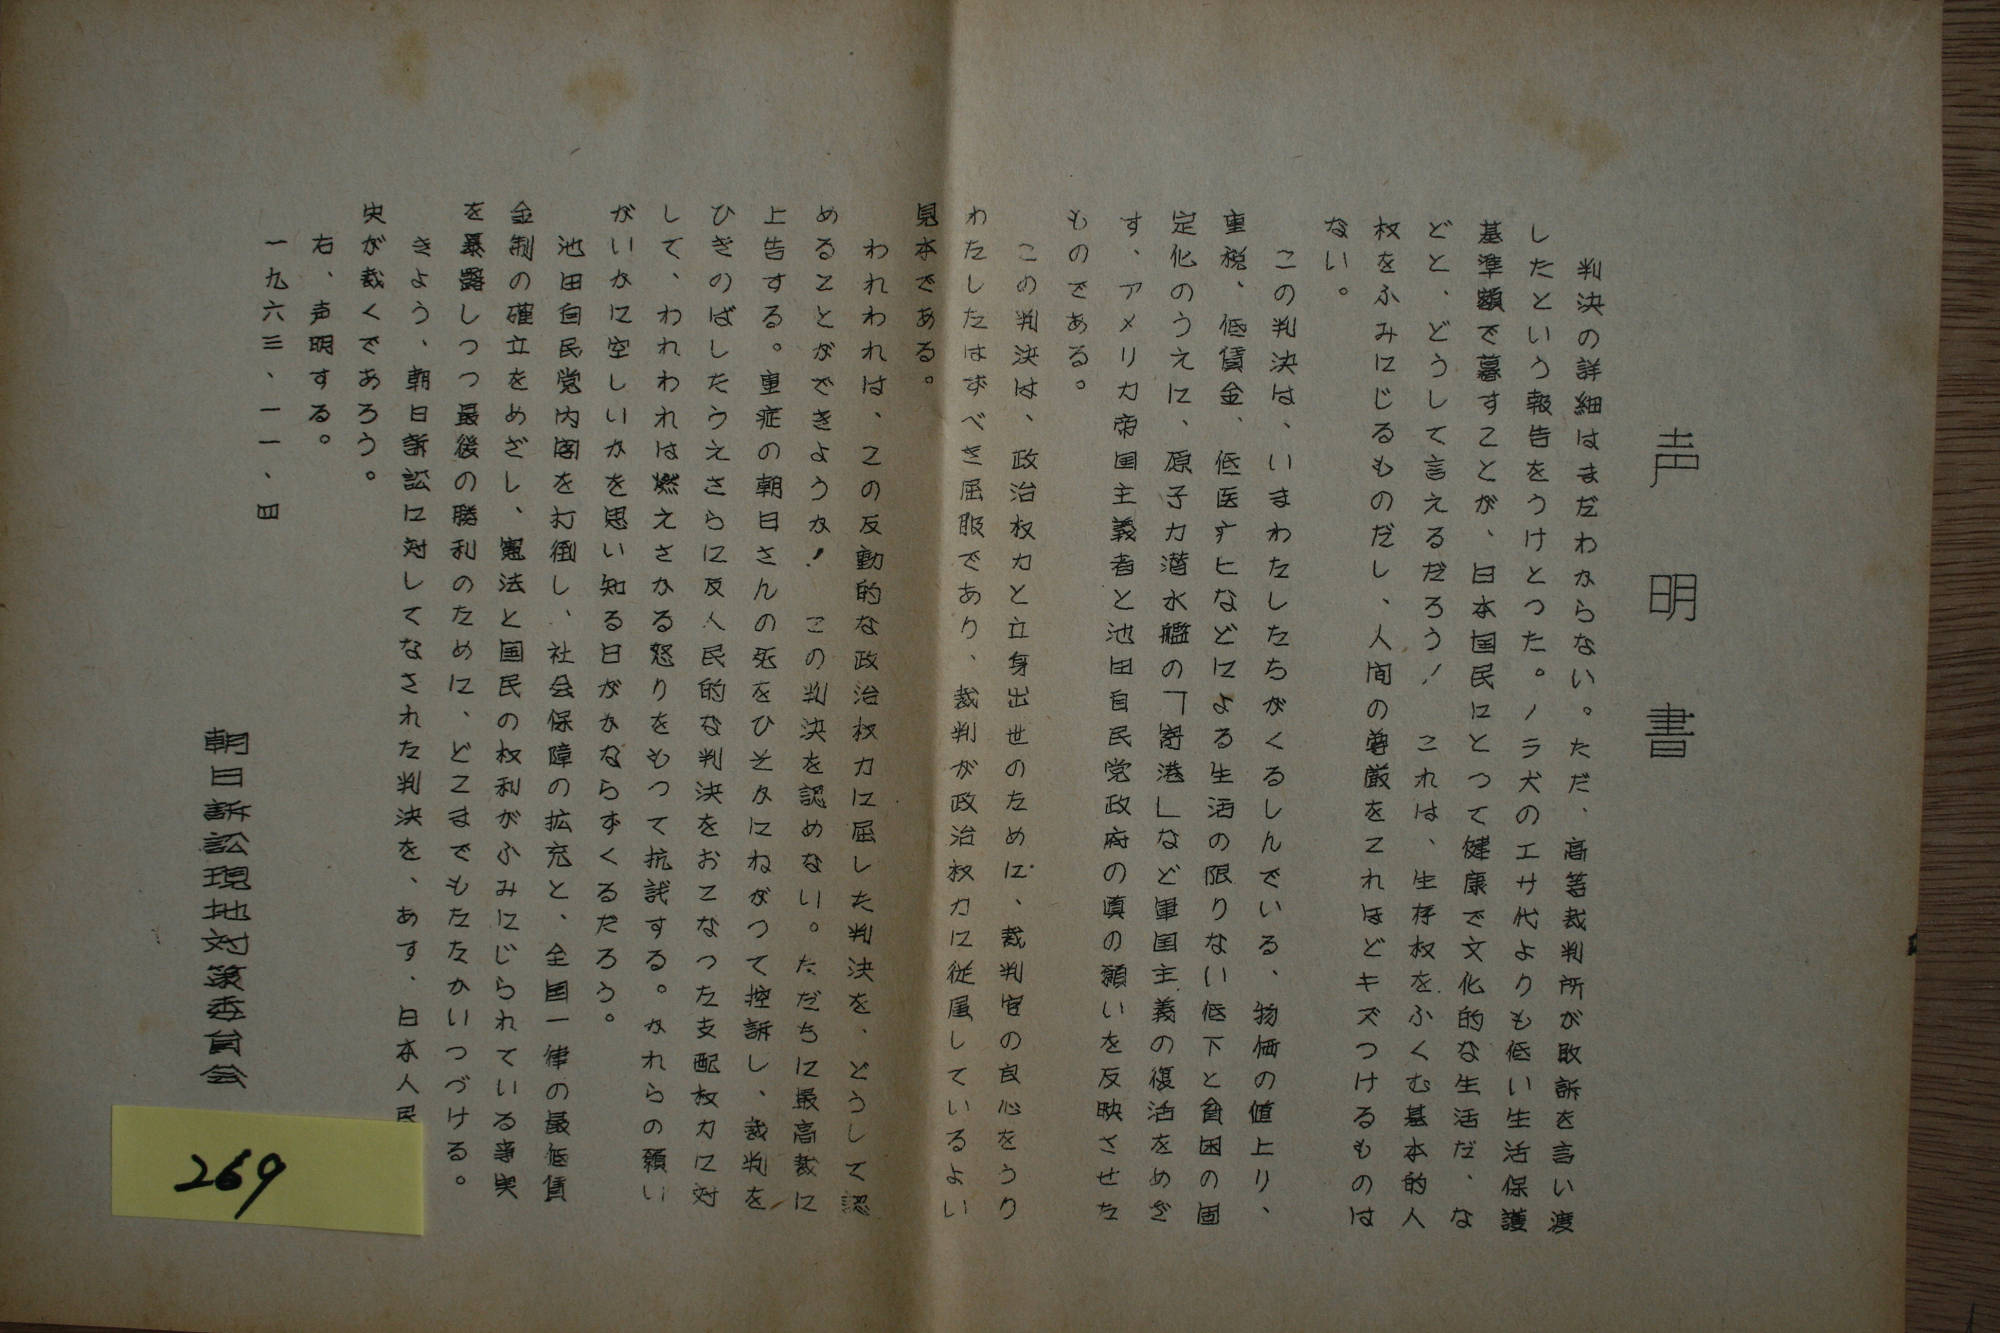 声明書
判決の詳細はまだわからない。ただ、高等裁判所が敗訴を言い渡
したという報告をうけとった。ノラ犬のエサ代よりも低い生活保護
基準額で暮すことが、日本国民にとって健康で文化的な生活だ、な
どと、どうして言えるだろう！ これは、生存权をふくむ基本的人
权をふみにじるものだし、人間の尊厳をこれほどキズつけるものは
ない。
この判決は、いまわたしたちがくるしんでいる、物価の値上り、
重税、低賃金、低医すヒなどによる生活の限りない低下と貧困の固
定化のうえに、原子力潜水艦の「寄港」など軍国主義の復活をめざ
す、アメリカ帝国主義者と池田自民党政府の真の願いを反映させた
ものである。
この判決は、政治权力と立身出世のために、裁判官の良心をうり
わたしたはずべき屈服であり、裁判が政治权力に従属しているよい
見本である。
われわれは、この反動的な政治权力に屈した判決を、どうして認
めることができようか！ この判決を認めない。ただちに最高裁に
上告する。重症の朝日さんの死をひそかにねがって控訴し、裁判を
ひきのばしたうえさらに反人民的な判決をおこなった支配权力に対
して、われわれは燃えさかる怒りをもって抗議する。かれらの願い
がいかに空しいかを思い知る日がかならずくるだろう。
池田自民党内閣を打倒し、社会保障の拡充と、全国一律の最低賃
金制の確立をめざし、憲法と国民の权利がふみにじられている事実
を暴露しつつ最後の勝利のために、どこまでもたたかいつづける。
きよう、朝日訴訟に対してなされた判決を、あす、日本人民
史が裁くであろう。
右、声明する。
一九六三、一一、四
朝日訴訟現地対策委員会
269